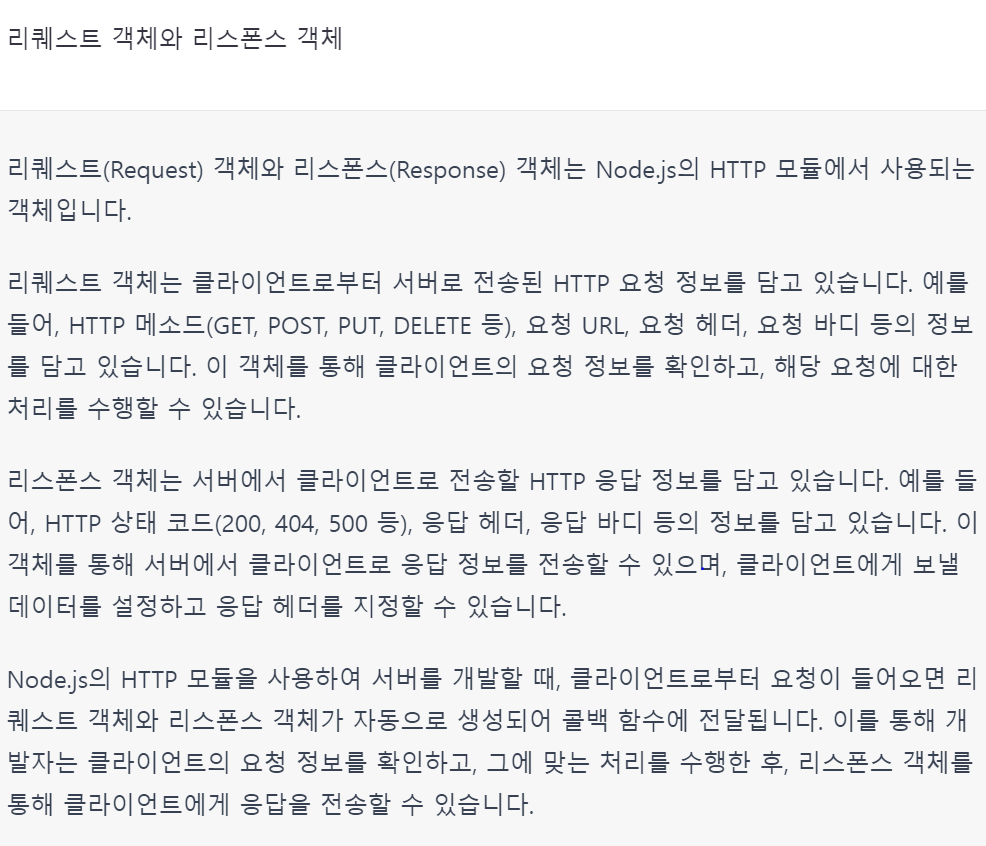 리퀘스트 객체와 리스폰스 객체
리퀘스트(Request) 객체와 리스폰스(Response) 객체는 Node.js의 HTTP 모듈에서 사용되는
객체입니다.
리퀘스트 객체는 클라이언트로부터 서버로 전송된 HTTP 요청 정보를 담고 있습니다. 예를
들어, HTTP 메소드(GET, POST, PUT, DELETE 등), 요청 URL, 요청 헤더, 요청 바디 등의 정보
를 담고 있습니다. 이 객체를 통해 클라이언트의 요청 정보를 확인하고, 해당 요청에 대한
처리를 수행할 수 있습니다.
리스폰스 객체는 서버에서 클라이언트로 전송할 HTTP 응답 정보를 담고 있습니다. 예를 들
어, HTTP 상태 코드(200, 404, 500 등), 응답 헤더, 응답 바디 등의 정보를 담고 있습니다. 이
객체를 통해 서버에서 클라이언트로 응답 정보를 전송할 수 있으며, 클라이언트에게 보낼
데이터를 설정하고 응답 헤더를 지정할 수 있습니다.
Node.js의 HTTP 모듈을 사용하여 서버를 개발할 때, 클라이언트로부터 요청이 들어오면 리
퀘스트 객체와 리스폰스 객체가 자동으로 생성되어 콜백 함수에 전달됩니다. 이를 통해 개
발자는 클라이언트의 요청 정보를 확인하고, 그에 맞는 처리를 수행한 후, 리스폰스 객체를
통해 클라이언트에게 응답을 전송할 수 있습니다.